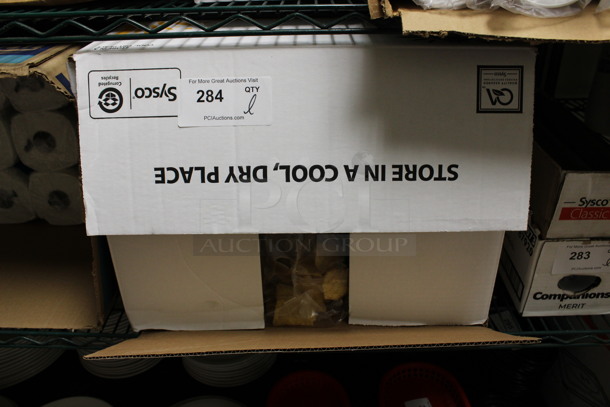 For More Great Auctions Visit
284
QTY
PCIAuctions.com
Sysco
Corrugated
Recycles
STORE IN A COOL, DRY PLACE
PCI
AUCTION GROUP
Sysco
Classic
283
Companions
MERIT